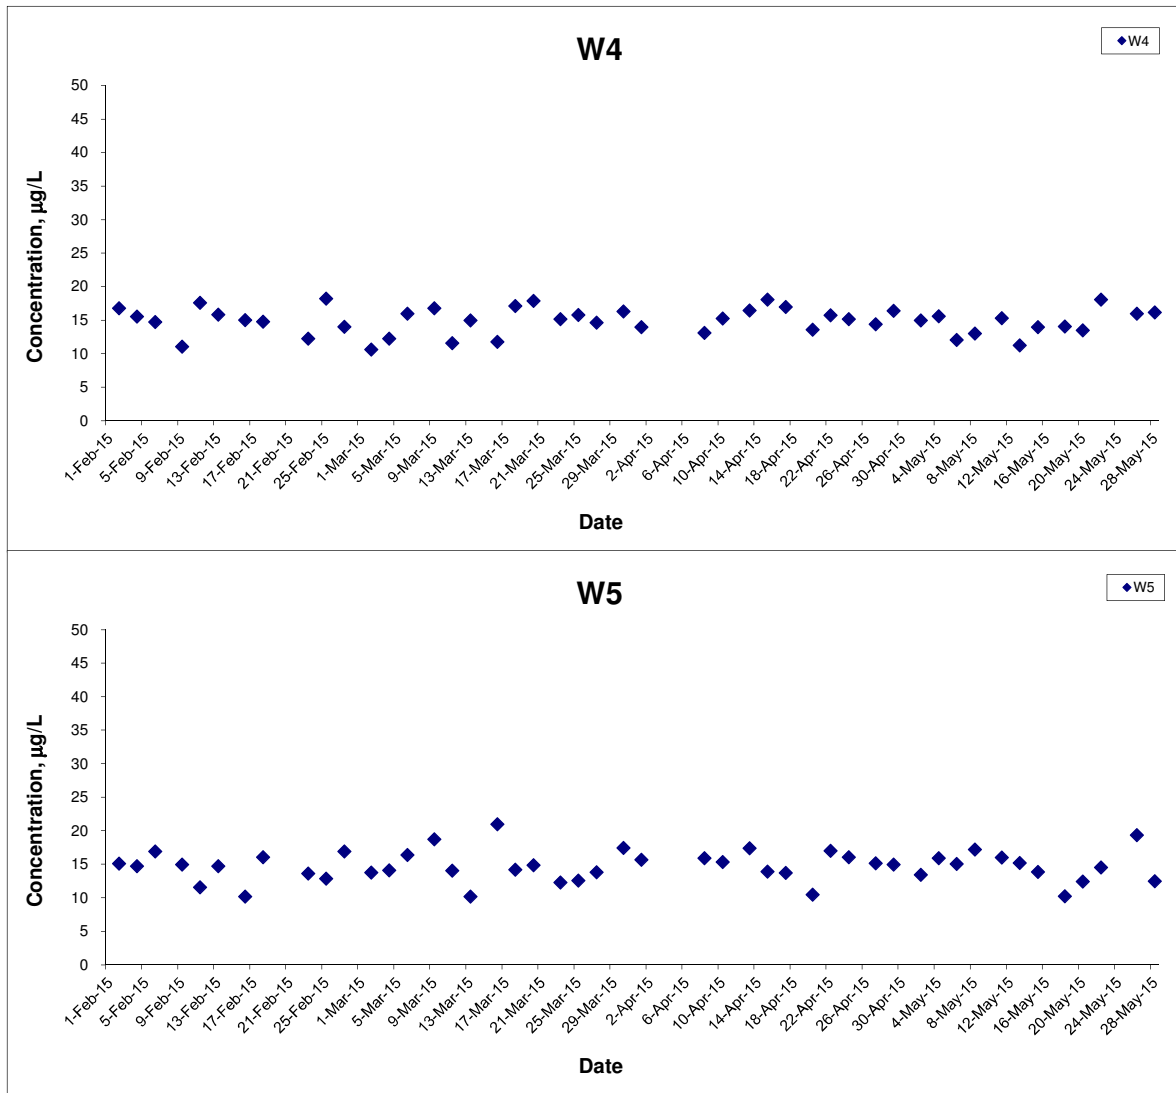 W4
W4
50
45
40
35
30
25
20
15
10
5
0
Concentration, µg/L
1-Feb-15
5-Feb-15
9-Feb-15
13-Feb-15
17-Feb-15
21-Feb-15
25-Feb-15
1-Mar-15
5-Mar-15
9-Mar-15
13-Mar-15
17-Mar-15
21-Mar-15
25-Mar-15
29-Mar-15
2-Apr-15
6-Apr-15
10-Apr-15
14-Apr-15
18-Apr-15
22-Apr-15
26-Apr-15
30-Apr-15
4-May-15
8-May-15
12-May-15
16-May-15
20-May-15
24-May-15
28-May-15
Date
W5
W5
50
45
40
35
30
25
20
15
10
5
0
Concentration, µg/L
1-Feb-15
5-Feb-15
9-Feb-15
13-Feb-15
17-Feb-15
21-Feb-15
25-Feb-15
1-Mar-15
5-Mar-15
9-Mar-15
13-Mar-15
17-Mar-15
21-Mar-15
25-Mar-15
29-Mar-15
2-Apr-15
6-Apr-15
10-Apr-15
14-Apr-15
18-Apr-15
22-Apr-15
26-Apr-15
30-Apr-15
4-May-15
8-May-15
12-May-15
16-May-15
20-May-15
24-May-15
28-May-15
Date